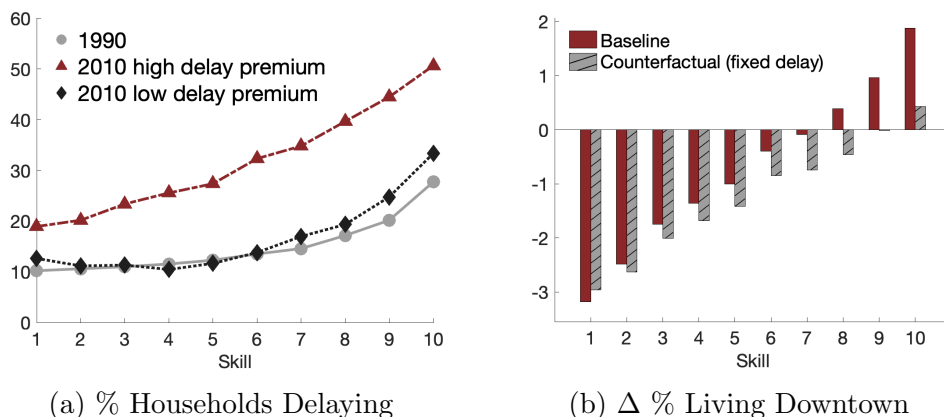 60
50
40
30
20
10
0
1990
2010 high delay premium
2010 low delay premium
1 2 3 4 5 6 7 8 9 10
Skill
(a) % Households Delaying
2
1
0
-1
-2
-3
Baseline
Counterfactual (fixed delay)
1 2 3 4 5 6 7 8 9 10
Skill
(b) Δ % Living Downtown